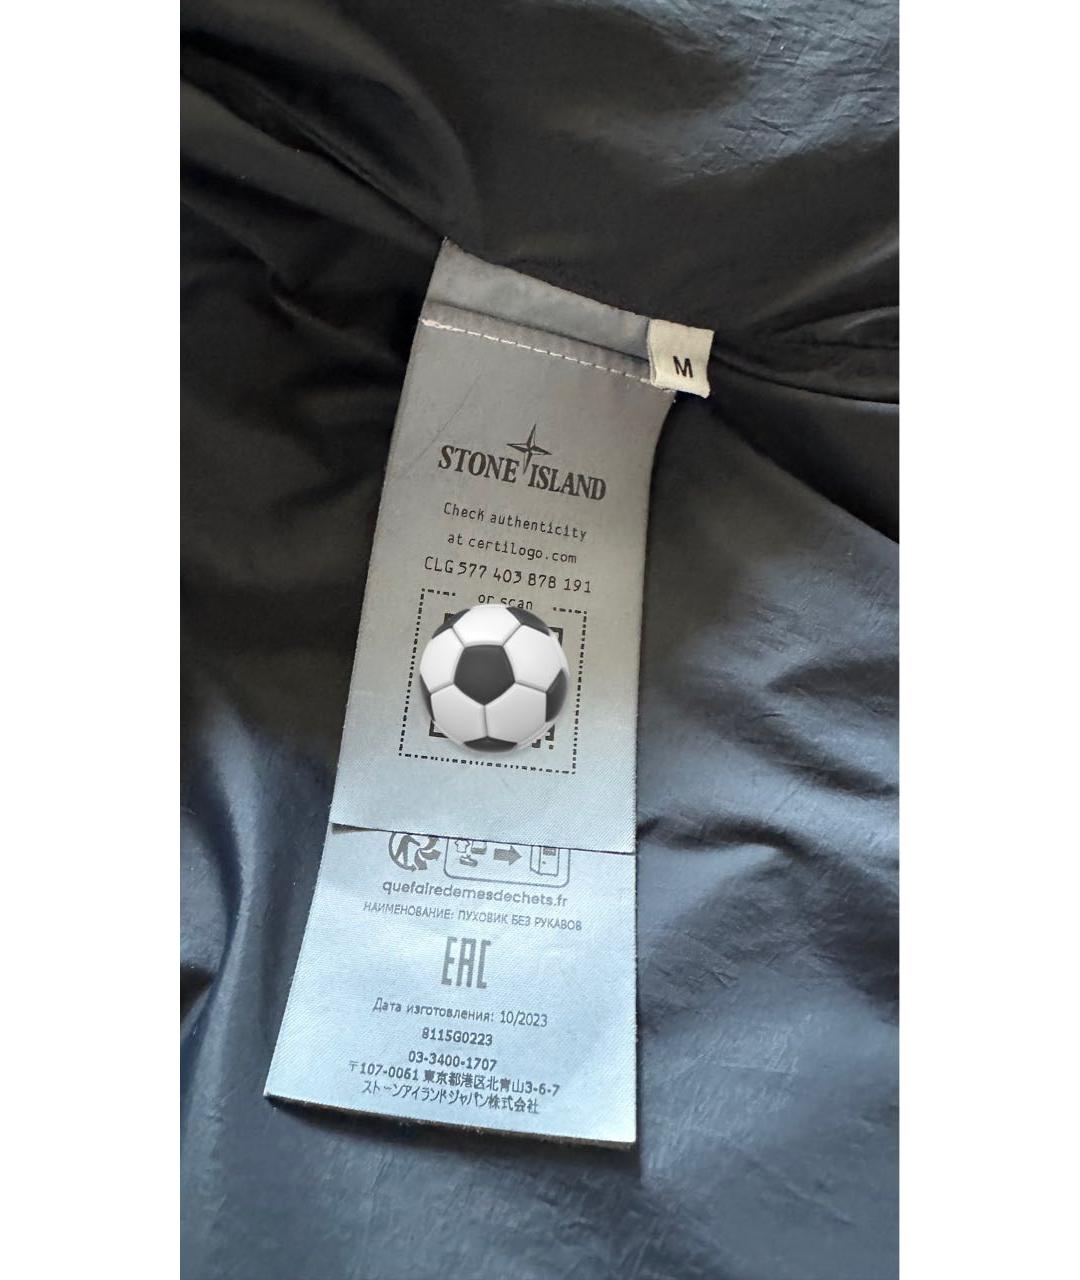 M
STONE ISLAND
Check authenticity
at certilogo.com
CLG 577 403 878 191
or scan
quefairedemesdechets.fr
НАИМЕНОВАНИЕ: ПУХОВИК БЕЗ РУКАВОВ
EAC
Дата изготовления: 10/2023
8115G0223
03-3400-1707
〒107-0061 東京都港区北青山3-6-7
ストーンアイランドジャパン株式会社